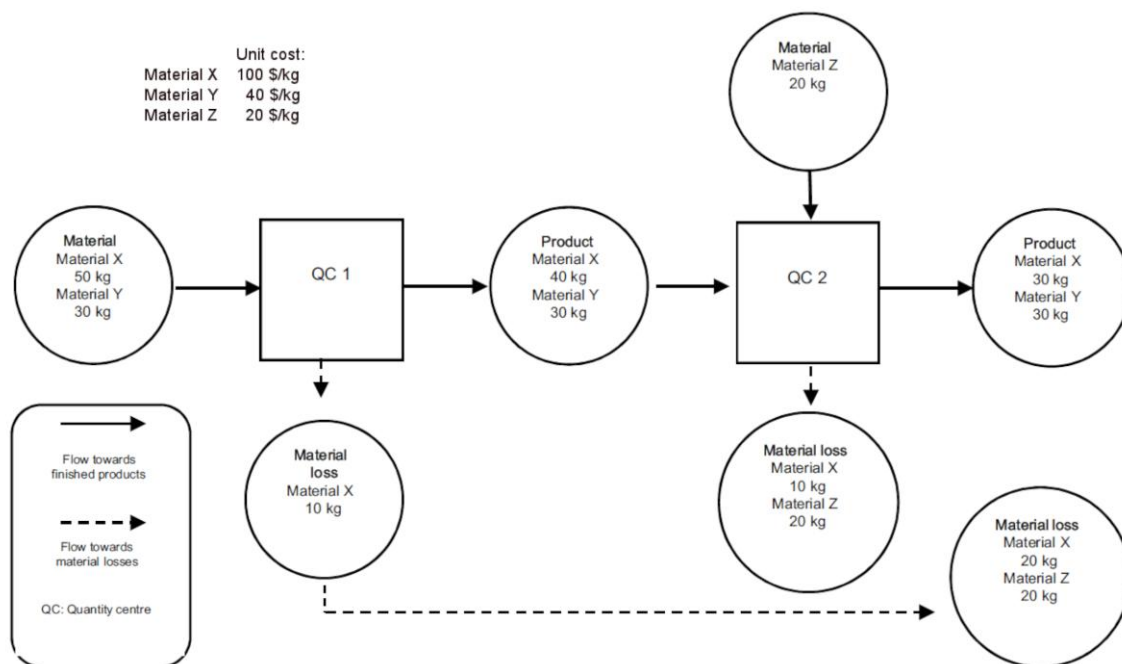 Unit cost:
Material X 100 $/kg
Material Y 40 $/kg
Material Z 20 $/kg
Material
Material Z
20 kg
Material
Material X
50 kg
Material Y
30 kg
QC 1
Product
Material X
40 kg
Material Y
30 kg
QC 2
Product
Material X
30 kg
Material Y
30 kg
Flow towards
finished products
Flow towards
material losses
QC: Quantity centre
Material
loss
Material X
10 kg
Material loss
Material X
10 kg
Material Z
20 kg
Material loss
Material X
20 kg
Material Z
20 kg